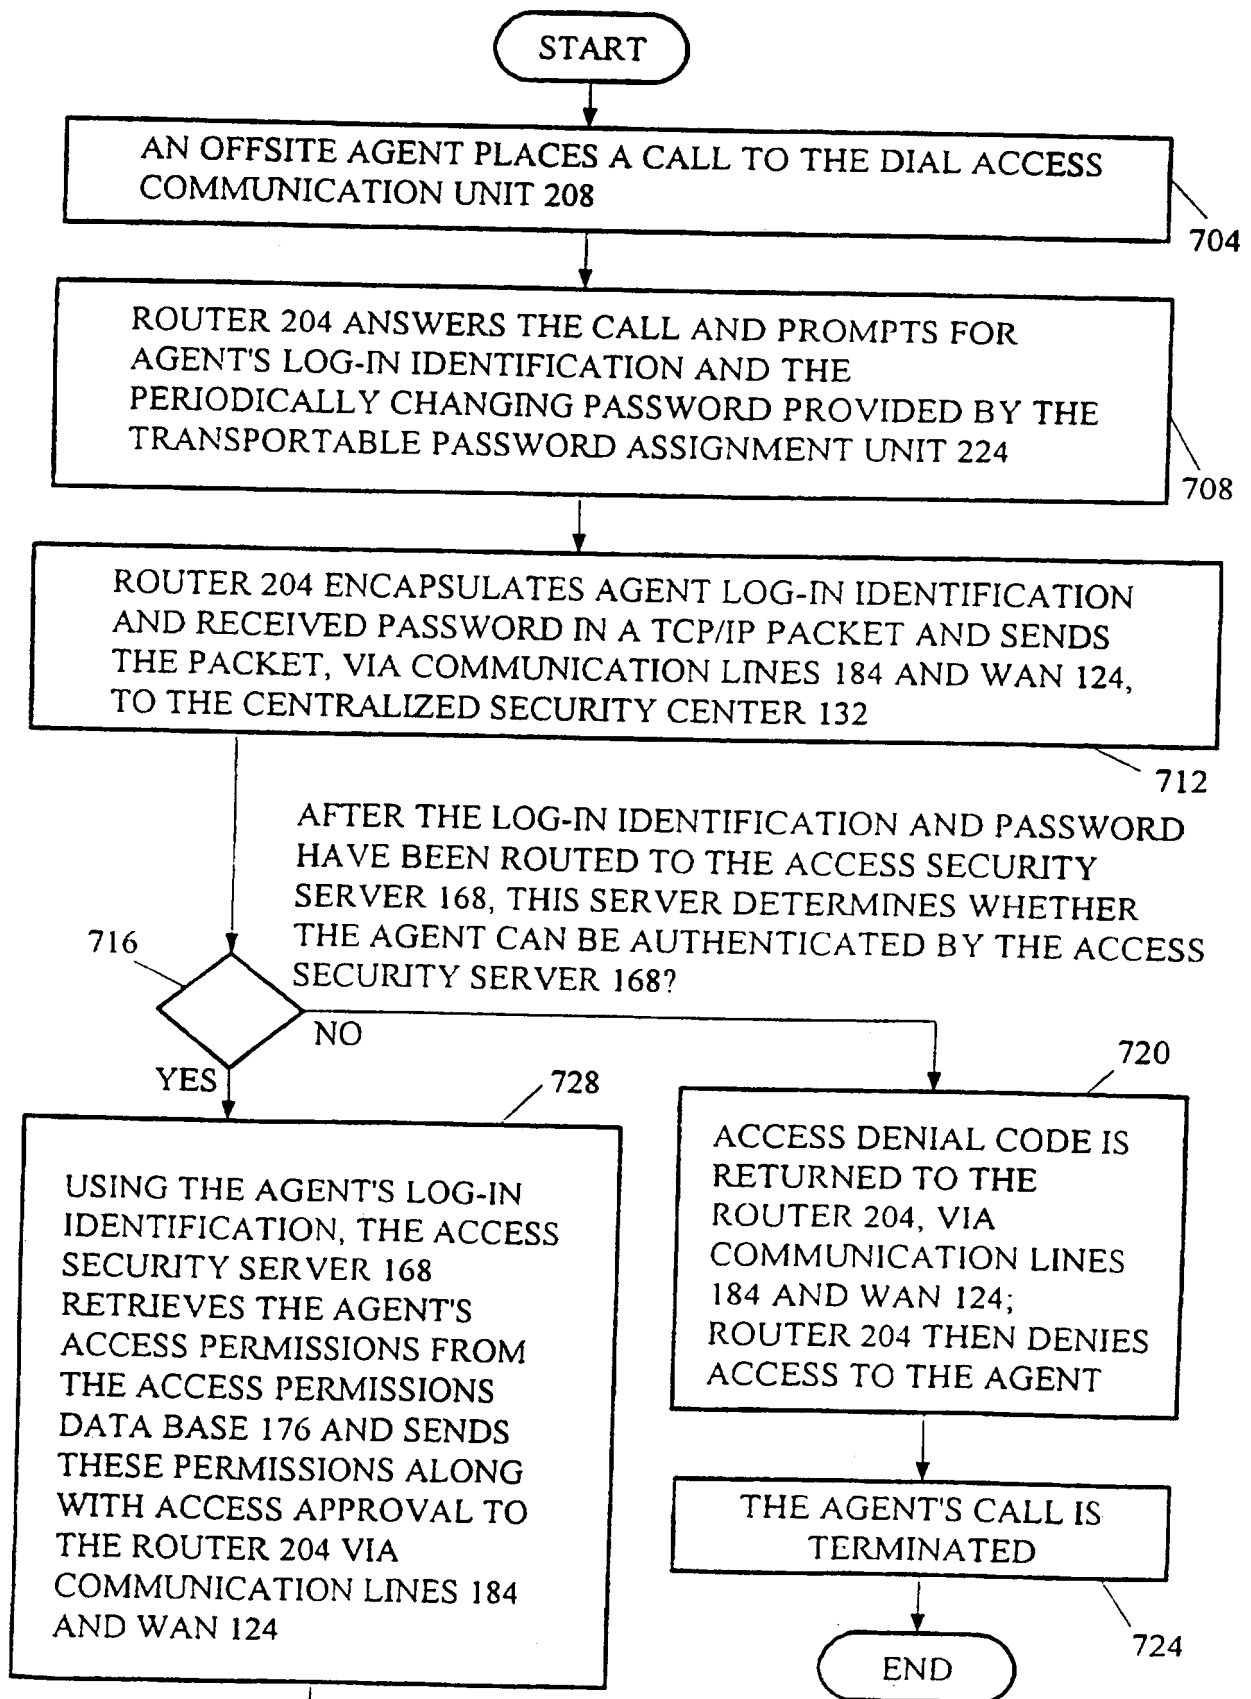 START
AN OFFSITE AGENT PLACES A CALL TO THE DIAL ACCESS
COMMUNICATION UNIT 208
704
ROUTER 204 ANSWERS THE CALL AND PROMPTS FOR
AGENT'S LOG-IN IDENTIFICATION AND THE
PERIODICALLY CHANGING PASSWORD PROVIDED BY THE
TRANSPORTABLE PASSWORD ASSIGNMENT UNIT 224
708
ROUTER 204 ENCAPSULATES AGENT LOG-IN IDENTIFICATION
AND RECEIVED PASSWORD IN A TCP/IP PACKET AND SENDS
THE PACKET, VIA COMMUNICATION LINES 184 AND WAN 124,
TO THE CENTRALIZED SECURITY CENTER 132
712
AFTER THE LOG-IN IDENTIFICATION AND PASSWORD
HAVE BEEN ROUTED TO THE ACCESS SECURITY
SERVER 168, THIS SERVER DETERMINES WHETHER
THE AGENT CAN BE AUTHENTICATED BY THE ACCESS
SECURITY SERVER 168?
716
NO
YES
728
USING THE AGENT'S LOG-IN
IDENTIFICATION, THE ACCESS
SECURITY SERVER 168
RETRIEVES THE AGENT'S
ACCESS PERMISSIONS FROM
THE ACCESS PERMISSIONS
DATA BASE 176 AND SENDS
THESE PERMISSIONS ALONG
WITH ACCESS APPROVAL TO
THE ROUTER 204 VIA
COMMUNICATION LINES 184
AND WAN 124
720
ACCESS DENIAL CODE IS
RETURNED TO THE
ROUTER 204, VIA
COMMUNICATION LINES
184 AND WAN 124;
ROUTER 204 THEN DENIES
ACCESS TO THE AGENT
THE AGENT'S CALL IS
TERMINATED
724
END